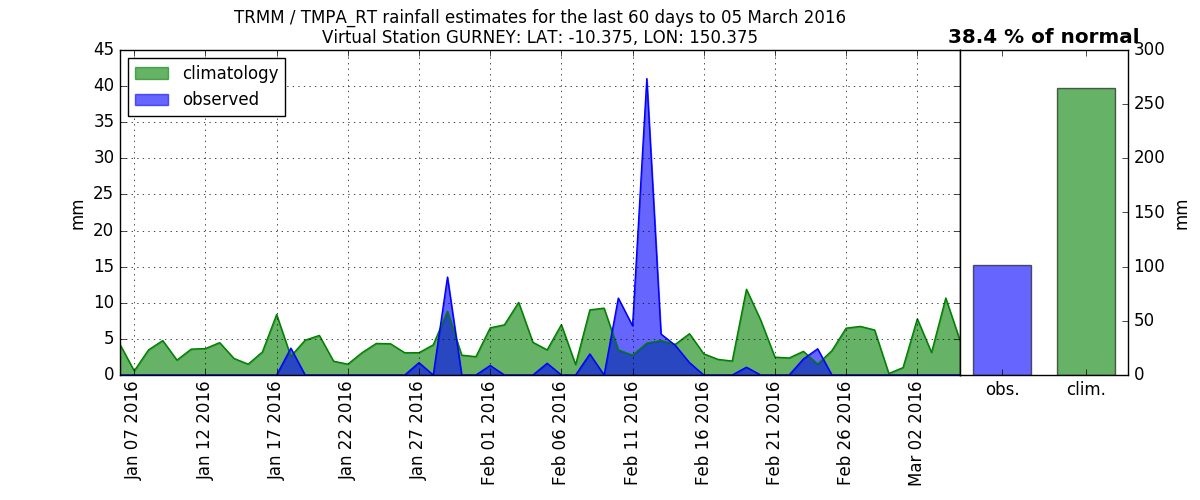 TRMM / TMPA_RT rainfall estimates for the last 60 days to 05 March 2016
Virtual Station GURNEY: LAT: -10.375, LON: 150.375
38.4 % of normal
climatology
observed
mm
45
40
35
30
25
20
15
10
5
0
Jan 07 2016
Jan 12 2016
Jan 17 2016
Jan 22 2016
Jan 27 2016
Feb 01 2016
Feb 06 2016
Feb 11 2016
Feb 16 2016
Feb 21 2016
Feb 26 2016
Mar 02 2016
300
250
200
150
100
50
0
mm
obs.
clim.